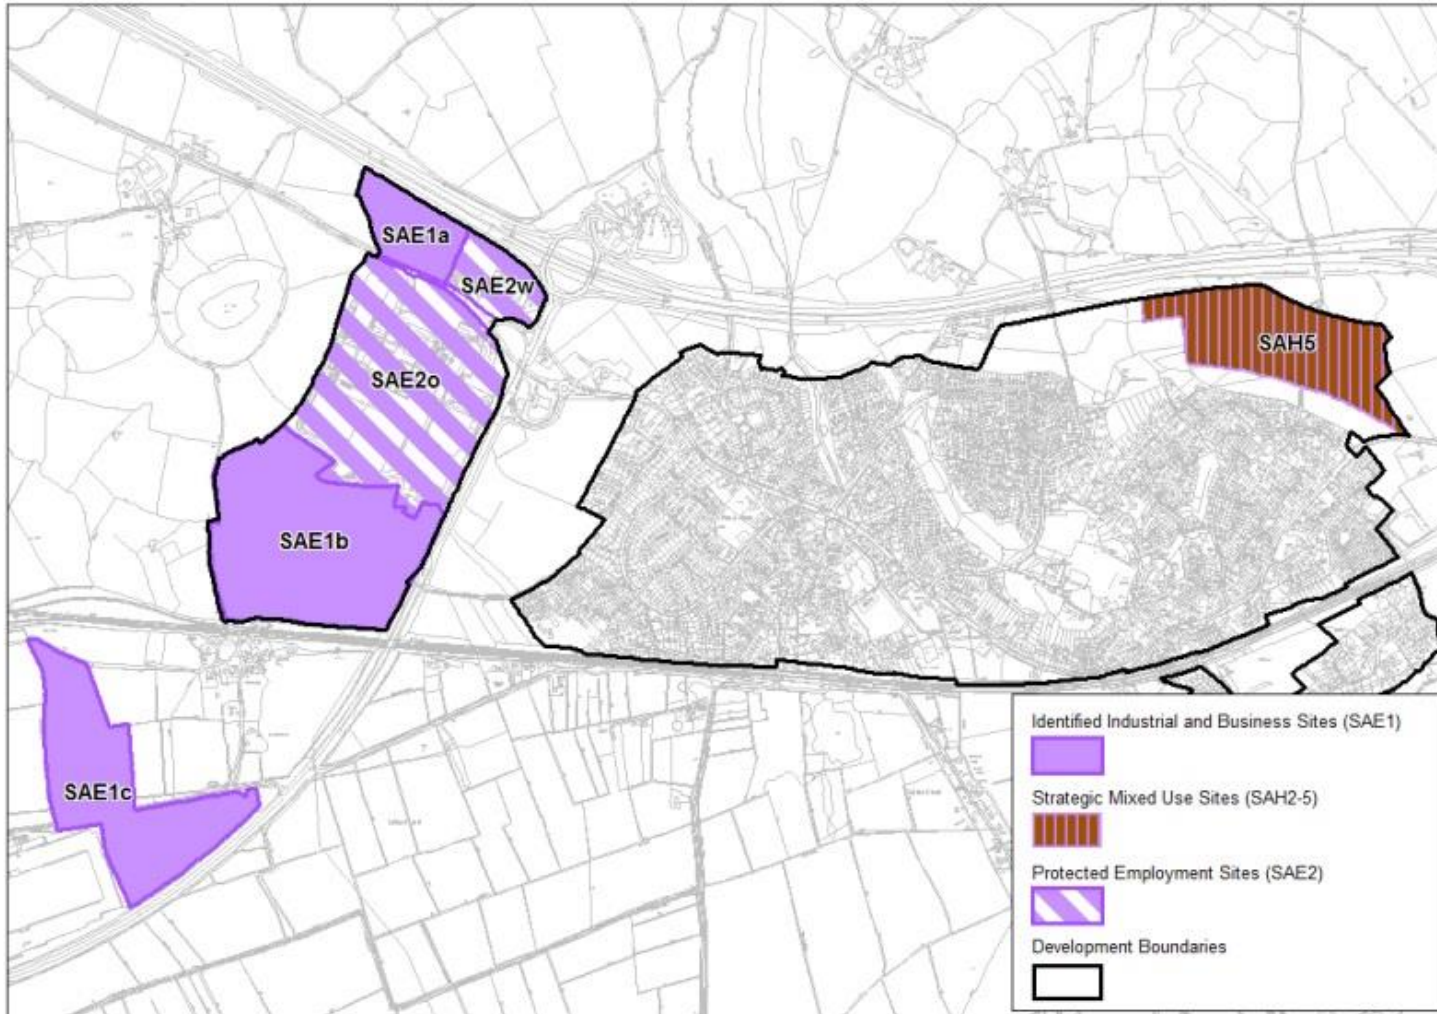 SAE1a
SAE2w
SAH5
SAE2o
SAE1b
SAE1c
Identified Industrial and Business Sites (SAE1)
Strategic Mixed Use Sites (SAH2-5)
Protected Employment Sites (SAE2)
Development Boundaries